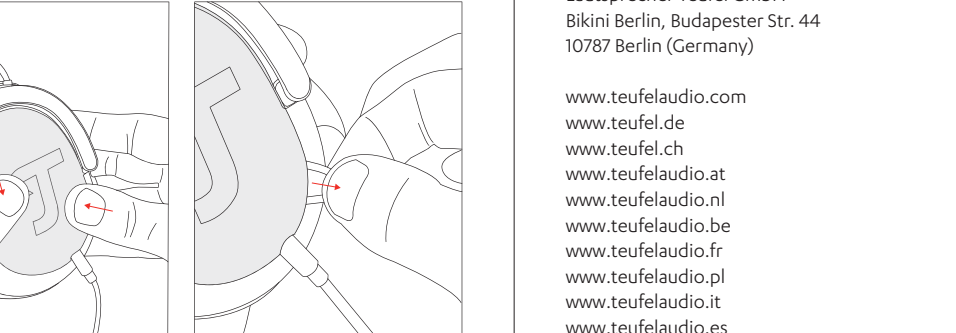 Bikini Berlin, Budapester Str. 44
10787 Berlin (Germany)
www.teufelaudio.com
www.teufel.de
www.teufel.ch
www.teufelaudio.at
www.teufelaudio.nl
www.teufelaudio.be
www.teufelaudio.fr
www.teufelaudio.pl
www.teufelaudio.it
www.teufelaudio.es